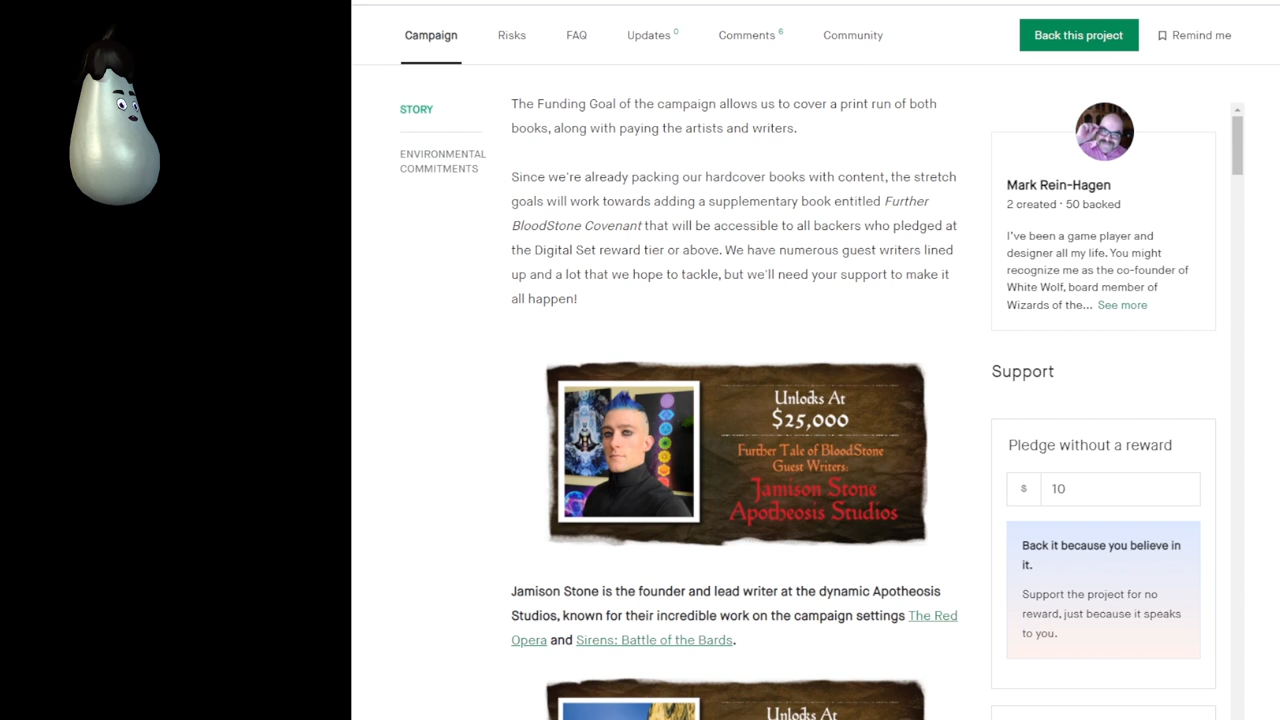 Campaign
Risks
FAQ
Updates 0
Comments 6
Community
Back this project
Remind me
STORY
ENVIRONMENTAL
COMMITMENTS
The Funding Goal of the campaign allows us to cover a print run of both
books, along with paying the artists and writers.
Since we're already packing our hardcover books with content, the stretch
goals will work towards adding a supplementary book entitled Further
BloodStone Covenant that will be accessible to all backers who pledged at
the Digital Set reward tier or above. We have numerous guest writers lined
up and a lot that we hope to tackle, but we'll need your support to make it
all happen!
Unlocks At
$25,000
Further Tale of BloodStone
Guest Writers:
Jamison Stone
Apotheosis Studios
Jamison Stone is the founder and lead writer at the dynamic Apotheosis
Studios, known for their incredible work on the campaign settings The Red
Opera and Sirens: Battle of the Bards.
Unlocks At
Mark Rein-Hagen
2 created · 50 backed
I've been a game player and
designer all my life. You might
recognize me as the co-founder of
White Wolf, board member of
Wizards of the... See more
Support
Pledge without a reward
$ 10
Back it because you believe in
it.
Support the project for no
reward, just because it speaks
to you.